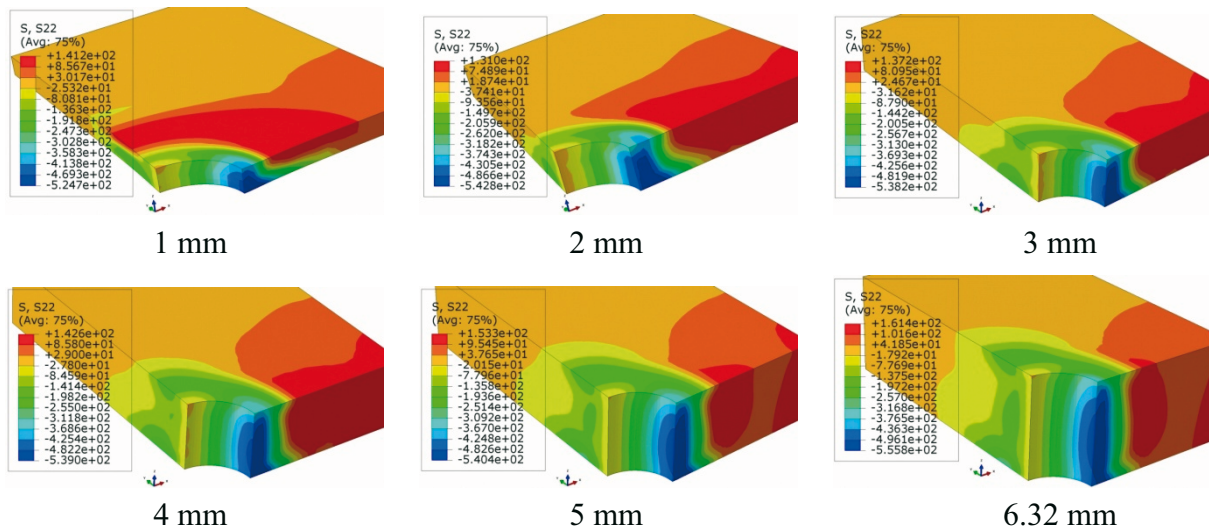 S, S22
(Avg: 75%)
+1.412e+02
+8.567e+01
+3.017e+01
-2.532e+01
-8.081e+01
-1.363e+02
-1.918e+02
-2.473e+02
-3.028e+02
-3.583e+02
-4.138e+02
-4.693e+02
-5.247e+02
1 mm
S, S22
(Avg: 75%)
+1.310e+02
+7.489e+01
+1.874e+01
-3.741e+01
-9.356e+01
-1.497e+02
-2.059e+02
-2.620e+02
-3.182e+02
-3.743e+02
-4.305e+02
-4.866e+02
-5.428e+02
2 mm
S, S22
(Avg: 75%)
+1.372e+02
+8.095e+01
+2.467e+01
-3.162e+01
-8.790e+01
-1.442e+02
-2.005e+02
-2.567e+02
-3.130e+02
-3.693e+02
-4.256e+02
-4.819e+02
-5.382e+02
3 mm
S, S22
(Avg: 75%)
+1.426e+02
+8.580e+01
+2.900e+01
-2.780e+01
-8.459e+01
-1.414e+02
-1.982e+02
-2.550e+02
-3.118e+02
-3.686e+02
-4.254e+02
-4.822e+02
-5.390e+02
4 mm
S, S22
(Avg: 75%)
+1.533e+02
+9.545e+01
+3.765e+01
-2.015e+01
-7.796e+01
-1.358e+02
-1.936e+02
-2.514e+02
-3.092e+02
-3.670e+02
-4.248e+02
-4.826e+02
-5.404e+02
5 mm
S, S22
(Avg: 75%)
+1.614e+02
+1.016e+02
+4.185e+01
-1.792e+01
-7.769e+01
-1.375e+02
-1.972e+02
-2.570e+02
-3.168e+02
-3.765e+02
-4.363e+02
-4.961e+02
-5.558e+02
6.32 mm